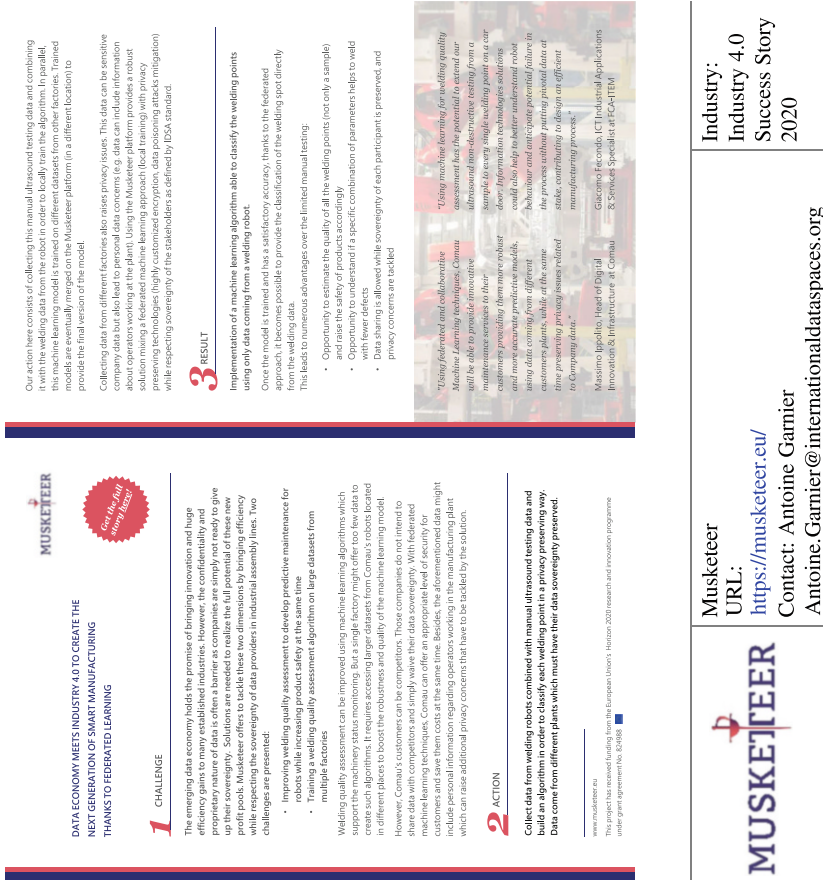 MUSKETEER
Musketeer
URL:
https://musketeer.eu/
Contact: Antoine Garnier
Antoine.Garnier@internationaldataspaces.org
Industry:
Industry 4.0
Success Story
2020
MUSKETEER
Get the full
story here!
DATA ECONOMY MEETS INDUSTRY 4.0 TO CREATE THE
NEXT GENERATION OF SMART MANUFACTURING
THANKS TO FEDERATED LEARNING
1 CHALLENGE
The emerging data economy holds the promise of bringing innovation and huge
efficiency gains to many established industries. However, the confidentiality and
proprietary nature of data is often a barrier as companies are simply not ready to give
up their sovereignty. Solutions are needed to realize the full potential of these new
profit pools. Musketeer offers to tackle these two dimensions by bringing efficiency
while respecting the sovereignty of data providers in industrial assembly lines. Two
challenges are presented:
• Improving welding quality assessment to develop predictive maintenance for
robots while increasing product safety at the same time
• Training a welding quality assessment algorithm on large datasets from
multiple factories
Welding quality assessment can be improved using machine learning algorithms which
support the machinery status monitoring. But a single factory might offer too few data to
create such algorithms. It requires accessing larger datasets from Comau's robots located
in different places to boost the robustness and quality of the machine learning model.
However, Comau's customers can be competitors. Those companies do not intend to
share data with competitors and simply waive their data sovereignty. With federated
machine learning techniques, Comau can offer an appropriate level of security for
customers and save them costs at the same time. Besides, the aforementioned data might
include personal information regarding operators working in the manufacturing plant
which can raise additional privacy concerns that have to be tackled by the solution.
2 ACTION
Collect data from welding robots combined with manual ultrasound testing data and
build an algorithm in order to classify each welding point in a privacy preserving way.
Data come from different plants which must have their data sovereignty preserved.
www.musketeer.eu
This project has received funding from the European Union's Horizon 2020 research and innovation programme
under grant agreement No. 824988
Our action here consists of collecting this manual ultrasound testing data and combining
it with the welding data from the robot in order to locally train the algorithm. In parallel,
this machine learning model is trained on different datasets from other factories. Trained
models are eventually merged on the Musketeer platform (in a different location) to
provide the final version of the model.
Collecting data from different factories also raises privacy issues. This data can be sensitive
company data but also lead to personal data concerns (e.g. data can include information
about operators working at the plant). Using the Musketeer platform provides a robust
solution mixing a federated machine learning approach (local training) with privacy
preserving technologies (highly customized encryption, data poisoning attacks mitigation)
while respecting sovereignty of the stakeholders as defined by IDSA standard.
3 RESULT
Implementation of a machine learning algorithm able to classify the welding points
using only data coming from a welding robot.
Once the model is trained and has a satisfactory accuracy, thanks to the federated
approach, it becomes possible to provide the classification of the welding spot directly
from the welding data.
This leads to numerous advantages over the limited manual testing:
• Opportunity to estimate the quality of all the welding points (not only a sample)
and raise the safety of products accordingly
• Opportunity to understand if a specific combination of parameters helps to weld
with fewer defects
• Data sharing is allowed while sovereignty of each participant is preserved, and
privacy concerns are tackled
"Using federated and collaborative
Machine Learning techniques, Comau
will be able to provide innovative
maintenance services to their
customers providing them more robust
and more accurate predictive models,
using data coming from different
customers plants, while at the same
time preserving privacy issues related
to Company data."
Massimo Ippolito, Head of Digital
Innovation & Infrastructure at Comau
"Using machine learning for welding quality
assessment has the potential to extend our
ultrasound non-destructive testing from a
sample to every single welding point on a car
door. Information technologies solutions
could also help to better understand robot
behaviour and anticipate potential failure in
the process without putting pivotal data at
stake, contributing to design an efficient
manufacturing process."
Giacomo Fecondo, ICT Industrial Applications
& Services Specialist at FCA-ITEM